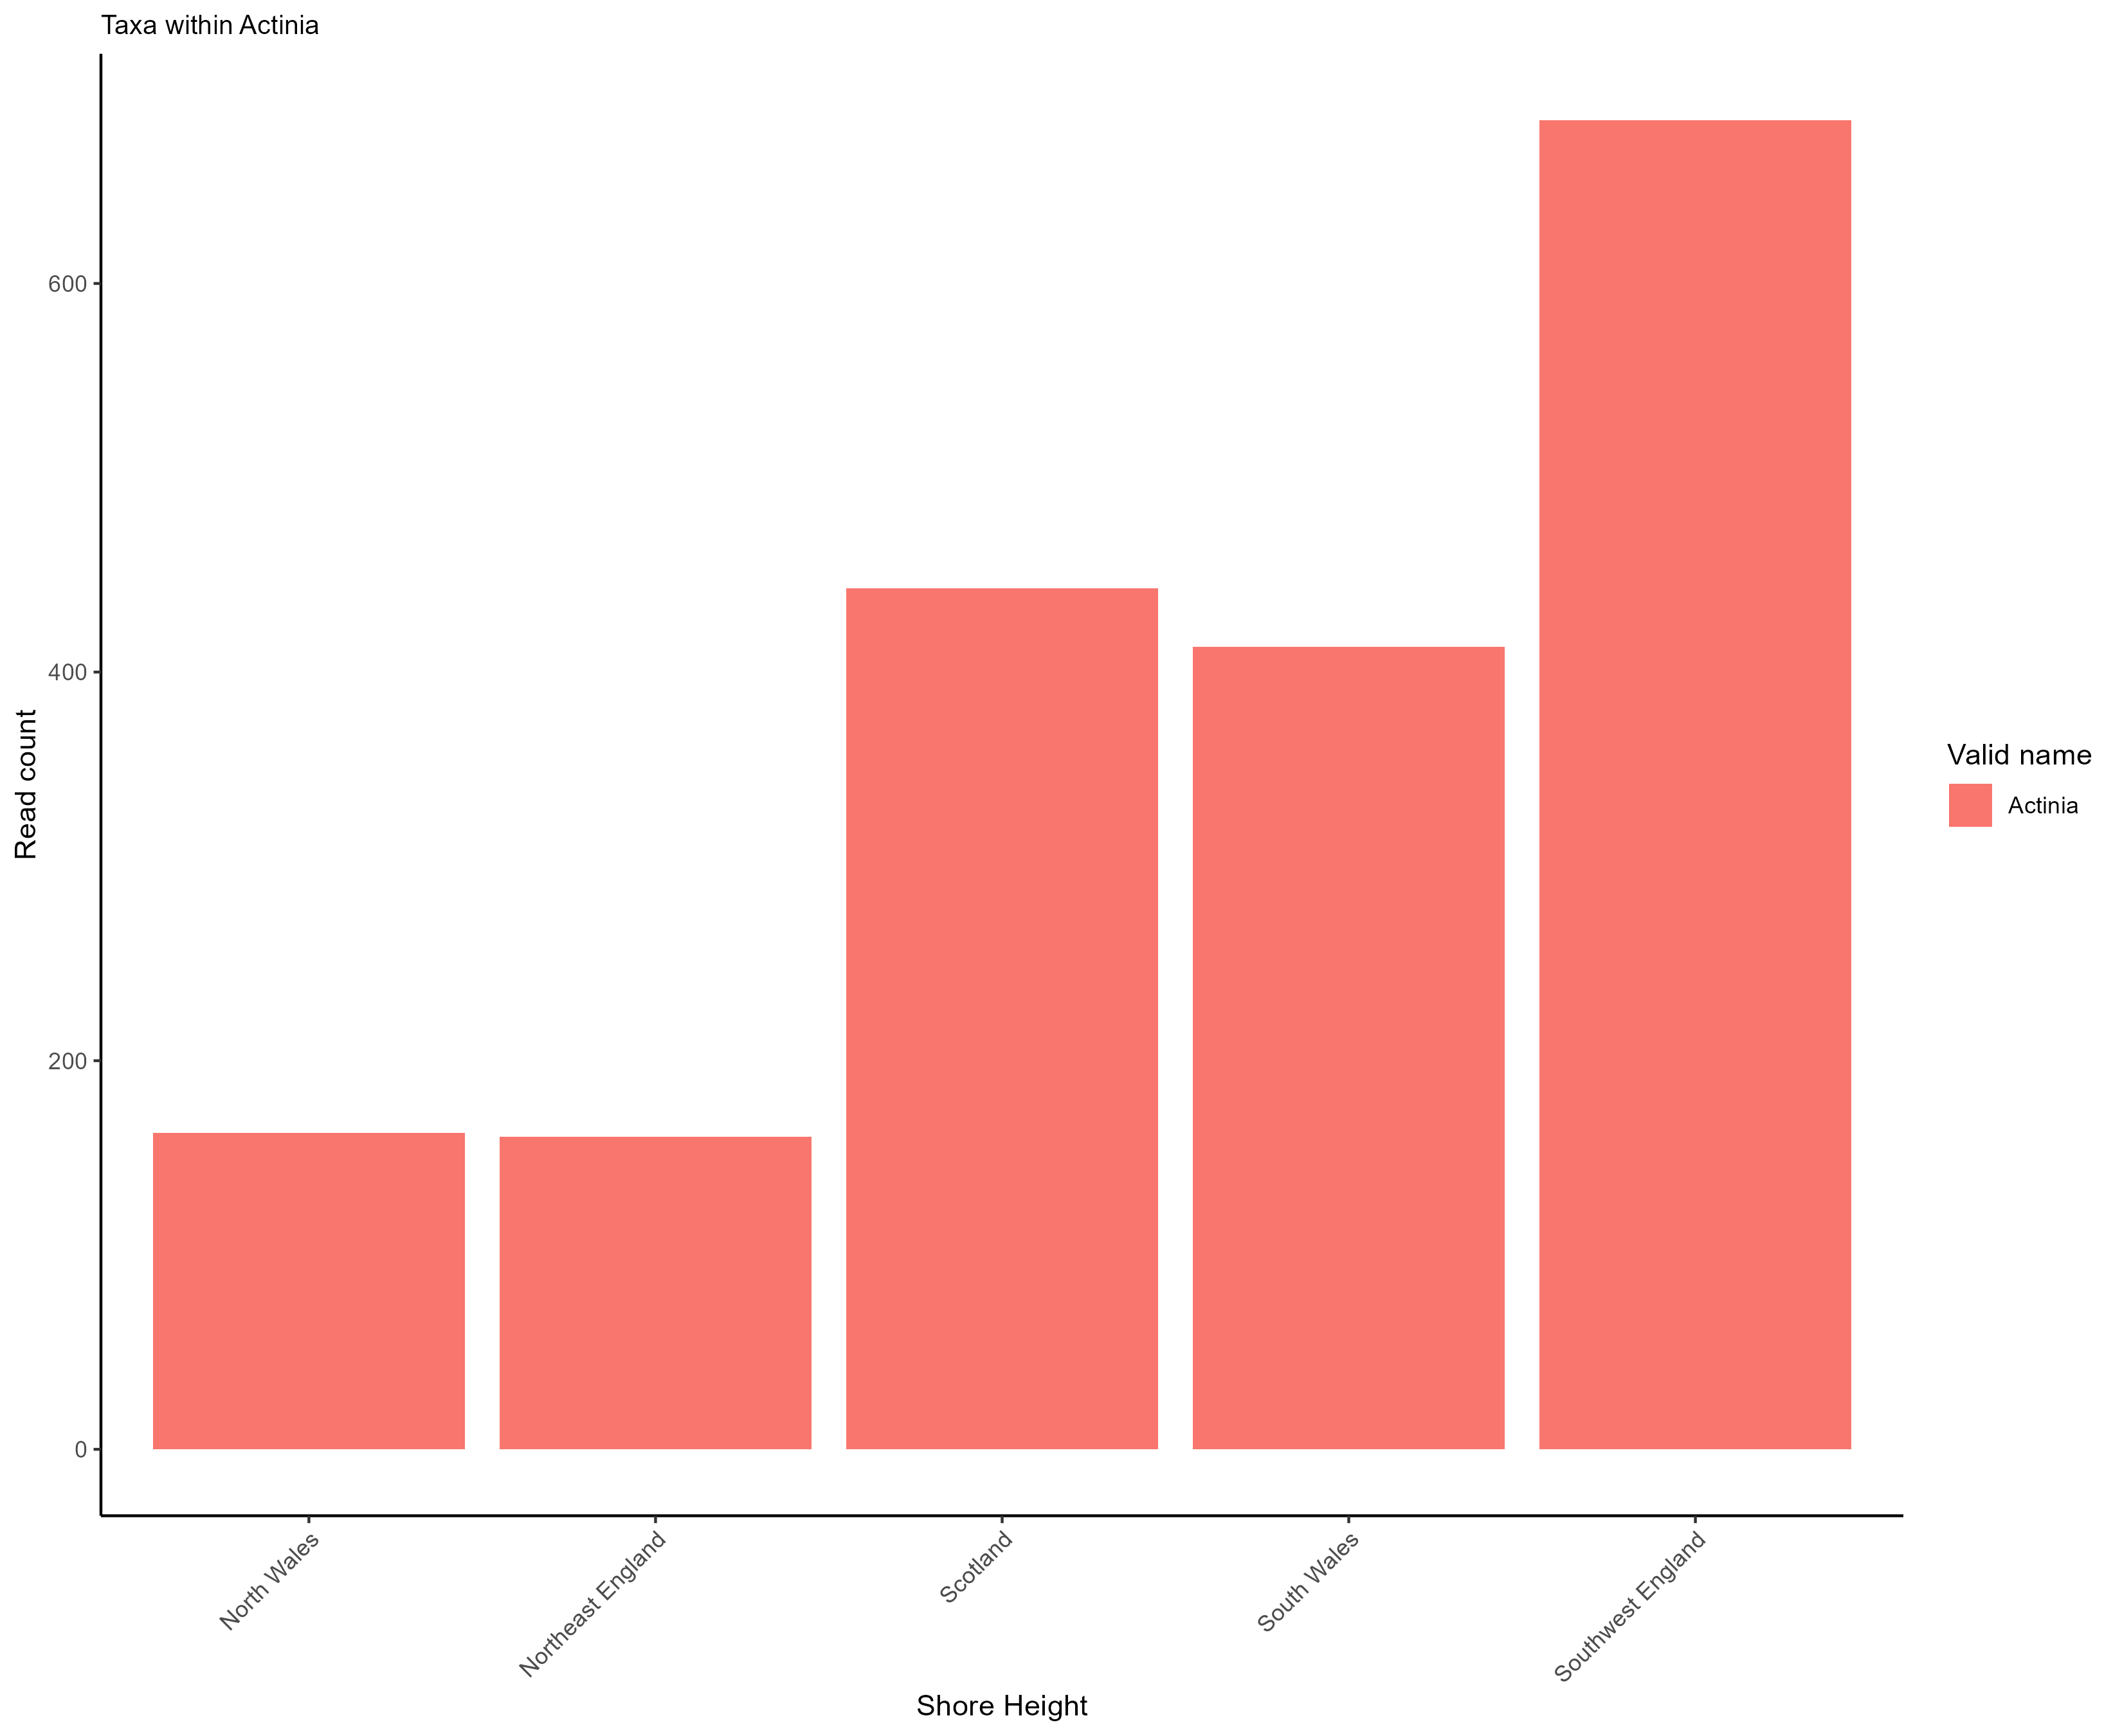 Taxa within Actinia
Read count
600
400
200
0
North Wales
Northeast England
Scotland
South Wales
Southwest England
Shore Height
Valid name
Actinia